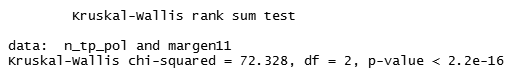 Kruskal-Wallis rank sum test
data:  n_tp_pol and margen11
Kruskal-Wallis chi-squared = 72.328, df = 2, p-value < 2.2e-16